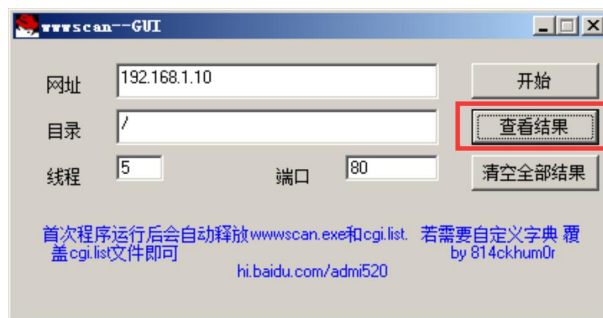 wwwscan--GUI
网址 192.168.1.10 开始
目录 / 查看结果
线程 5 端口 80 清空全部结果
首次程序运行后会自动释放wwwscan.exe和cgi.list. 若需要自定义字典 覆
盖cgi.list文件即可 by 814ckhum0r
hi.baidu.com/admi520